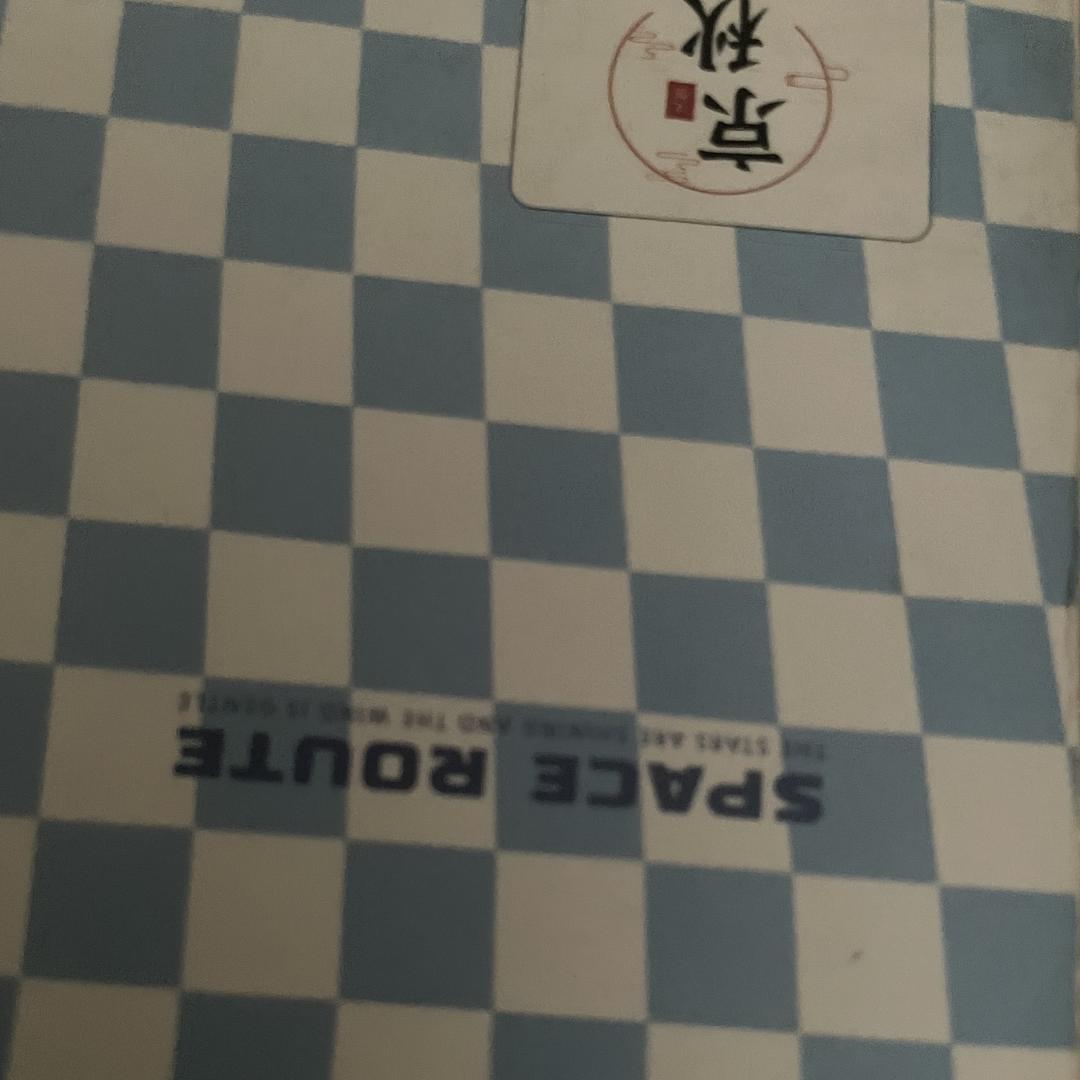 SPACE ROUTE
THE STARS ARE SHINING AND THE WIND IS GENTLE
京秋